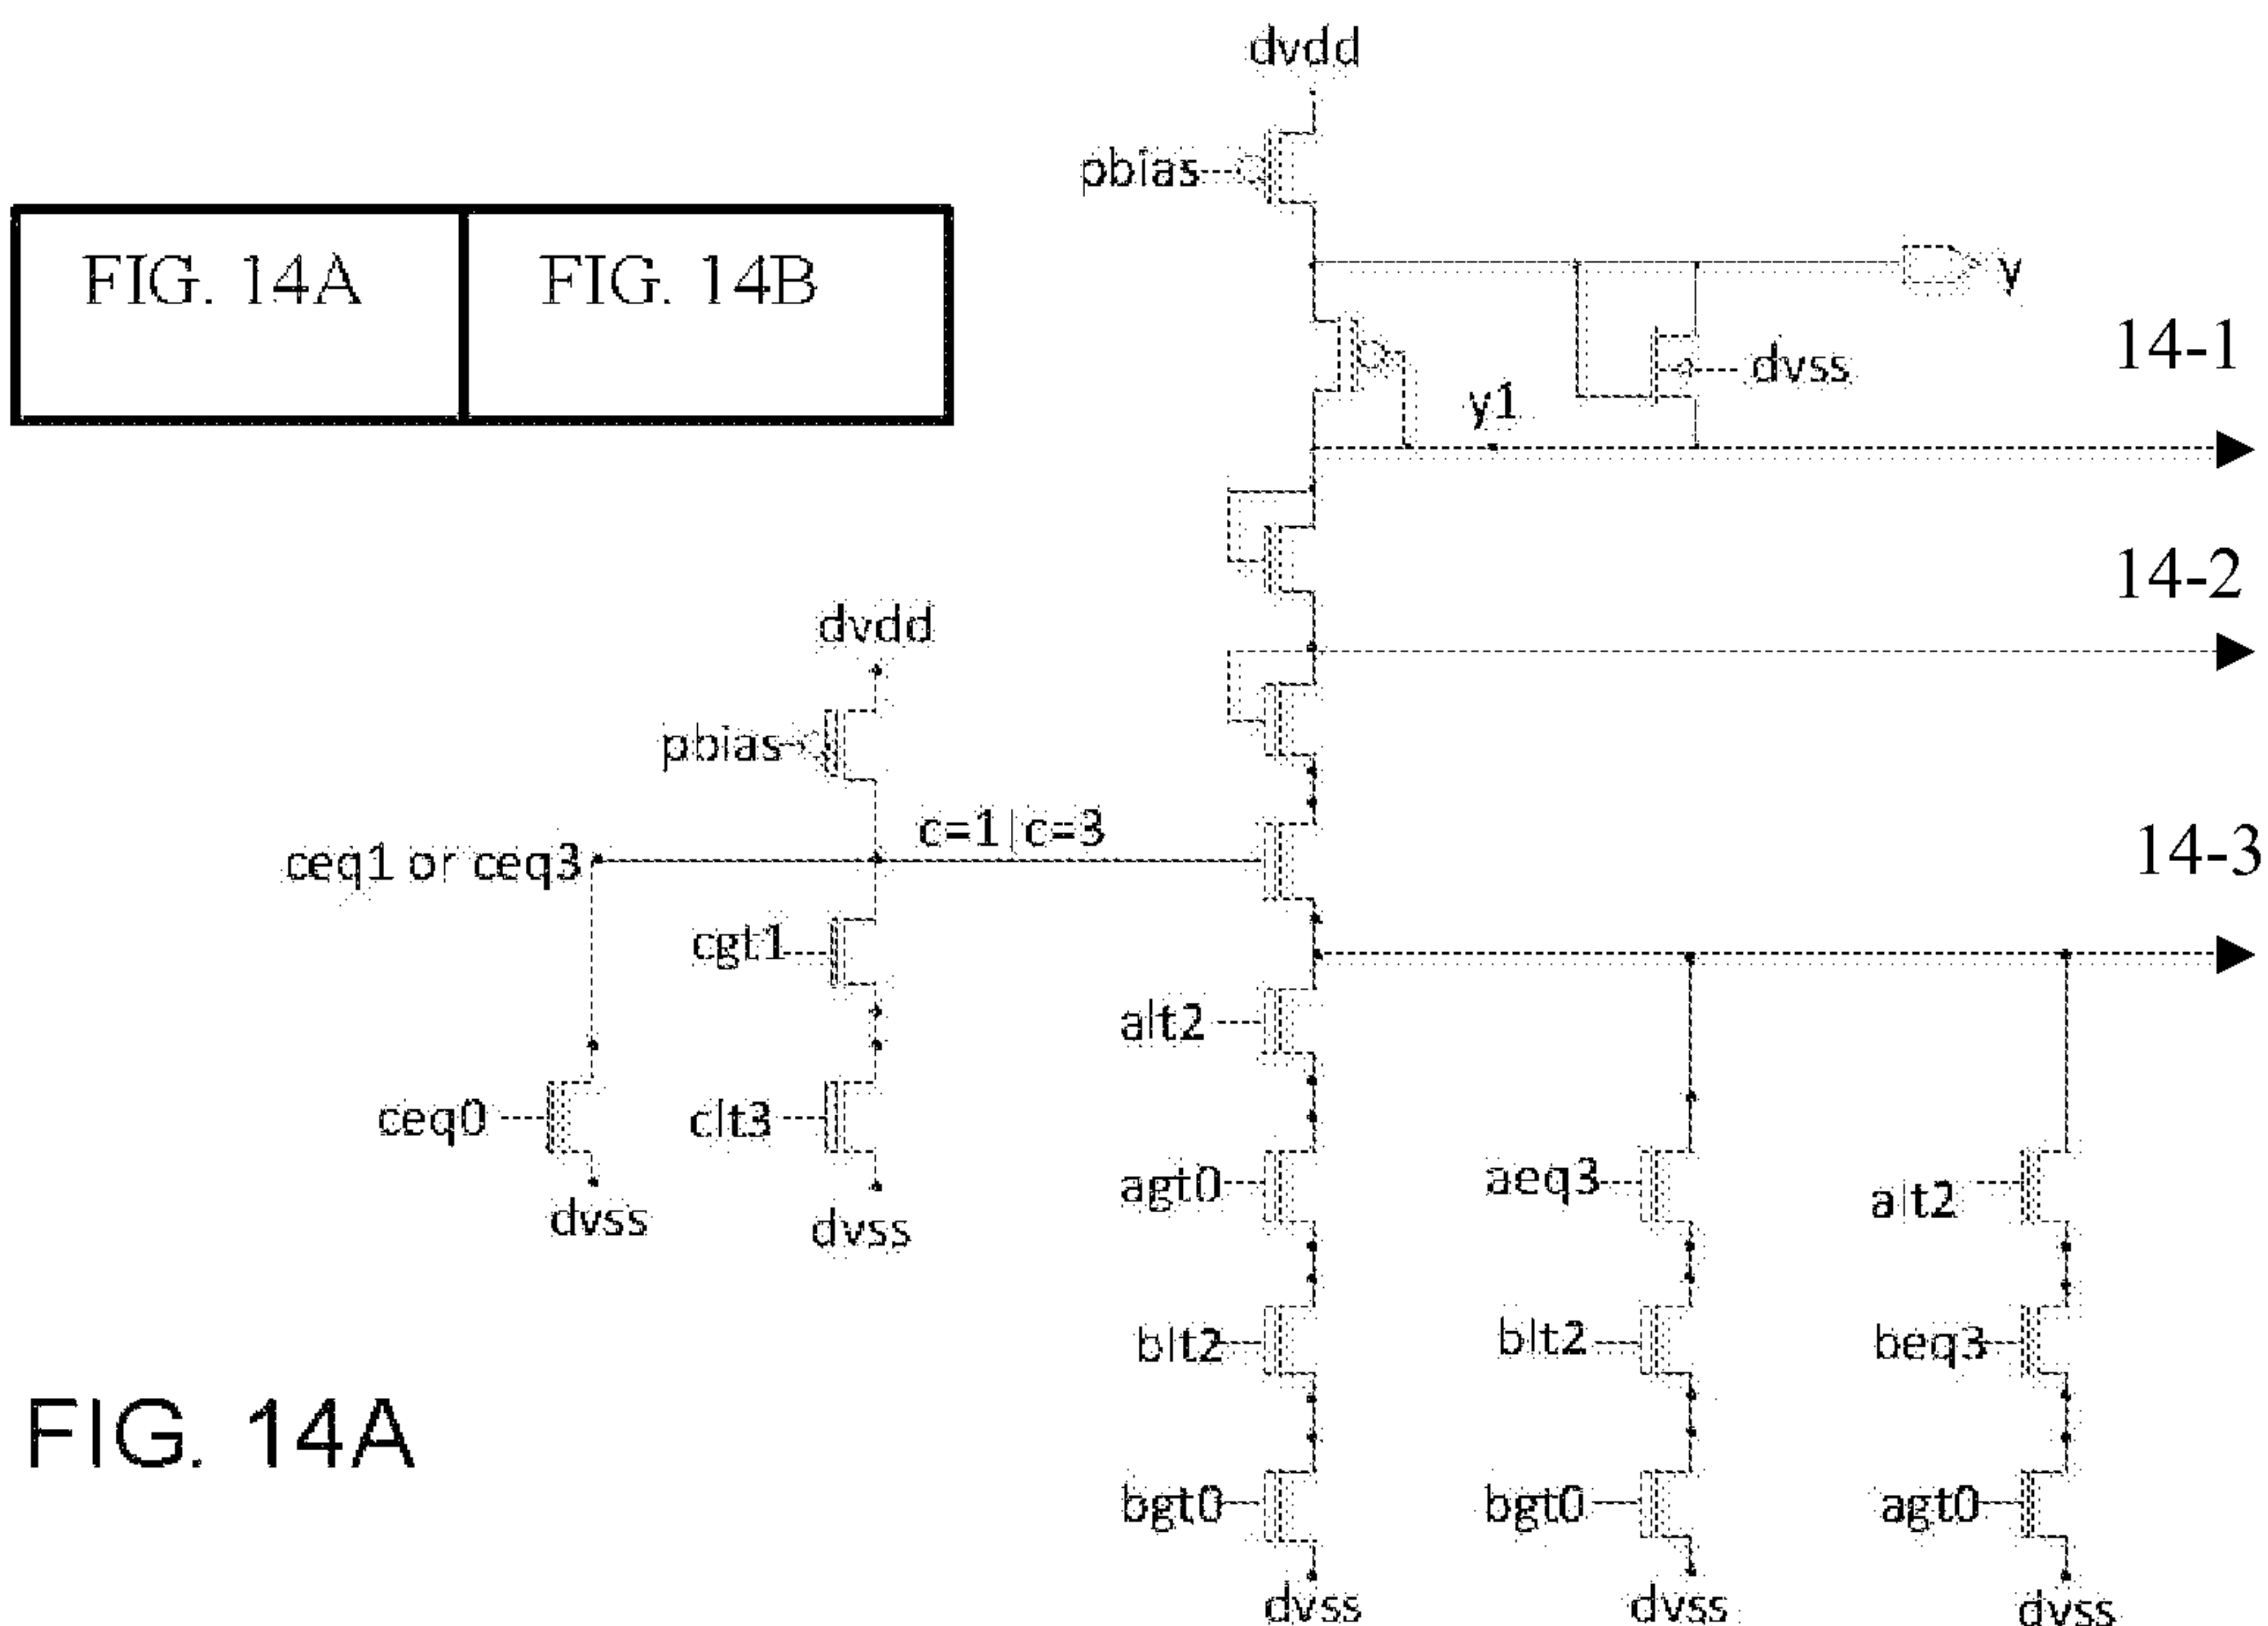 dvdd
pbias
FIG. 14A FIG. 14B
y
14-1
dvss
y1
14-2
dvdd
pbias
c=1|c=3
14-3
ceq1 or ceq3
cgt1
alt2
ceq0
clt3
agt0
aeq3
alt2
dvss
dvss
blt2
blt2
beq3
FIG. 14A
bgt0
bgt0
agt0
dvss
dvss
dvss